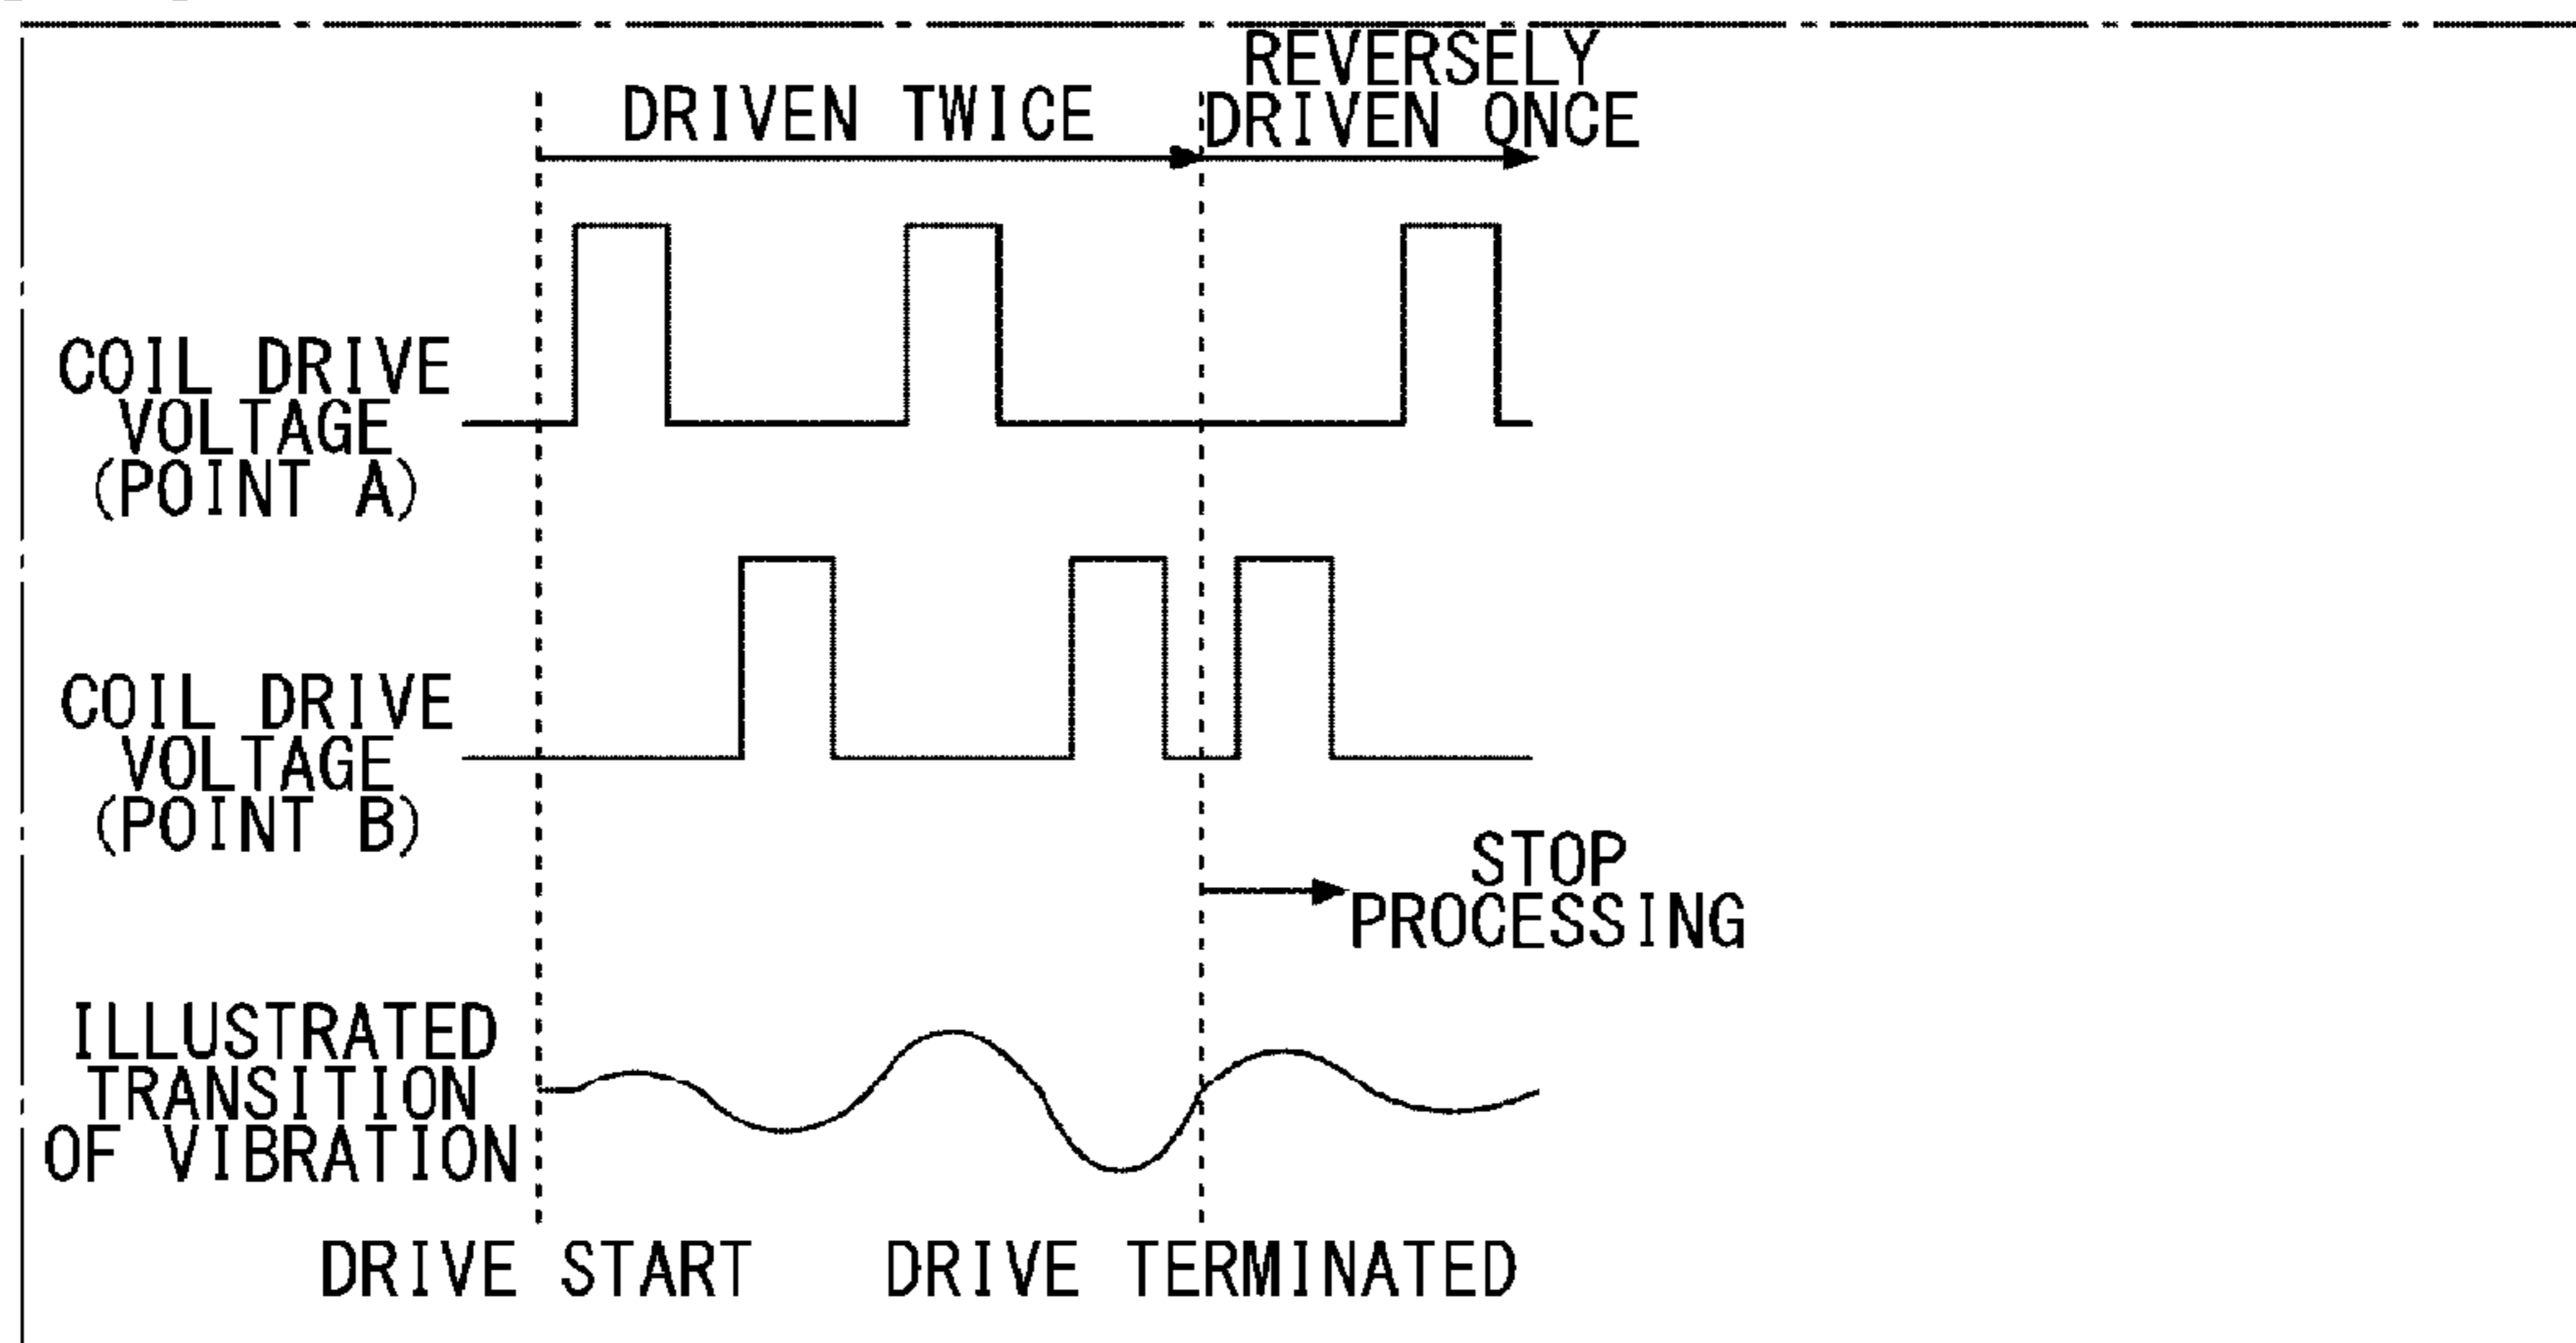 REVERSELY
DRIVEN TWICE
DRIVEN ONCE
COIL DRIVE
VOLTAGE
(POINT A)
COIL DRIVE
VOLTAGE
(POINT B)
STOP
PROCESSING
ILLUSTRATED
TRANSITION
OF VIBRATION
DRIVE START
DRIVE TERMINATED